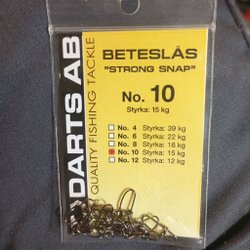 DARTS AB
QUALITY FISHING TACKLE
BETESLÅS
"STRONG SNAP"
No. 10
Styrka: 15 kg
No. 4 Styrka: 39 kg
No. 6 Styrka: 22 kg
No. 8 Styrka: 16 kg
No. 10 Styrka: 15 kg
No. 12 Styrka: 12 kg